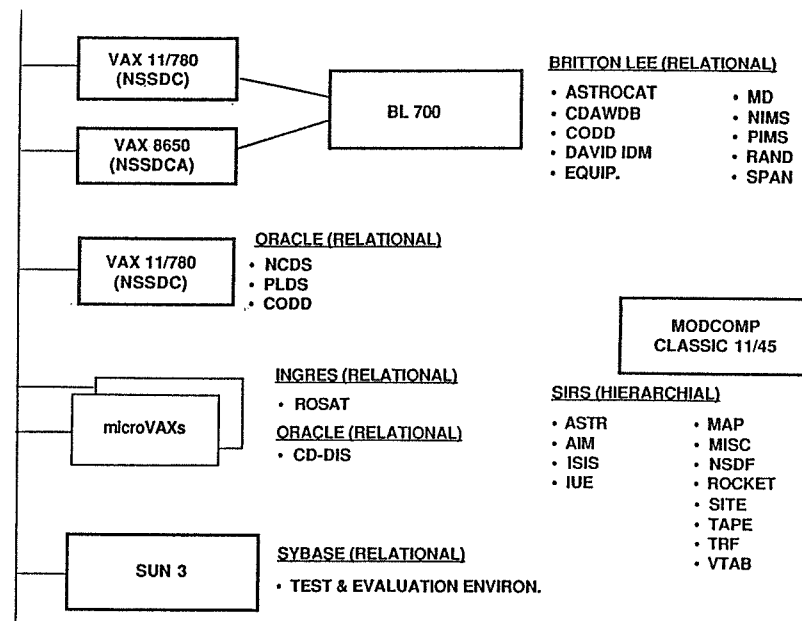 VAX 11/780
(NSSDC)
VAX 8650
(NSSDCA)
BL 700
BRITTON LEE (RELATIONAL)
• ASTROCAT
• CDAWDB
• CODD
• DAVID IDM
• EQUIP.
• MD
• NIMS
• PIMS
• RAND
• SPAN
VAX 11/780
(NSSDC)
ORACLE (RELATIONAL)
• NCDS
• PLDS
• CODD
MODCOMP
CLASSIC 11/45
microVAXs
INGRES (RELATIONAL)
• ROSAT
ORACLE (RELATIONAL)
• CD-DIS
SIRS (HIERARCHIAL)
• ASTR
• AIM
• ISIS
• IUE
• MAP
• MISC
• NSDF
• ROCKET
• SITE
• TAPE
• TRF
• VTAB
SUN 3
SYBASE (RELATIONAL)
• TEST & EVALUATION ENVIRON.